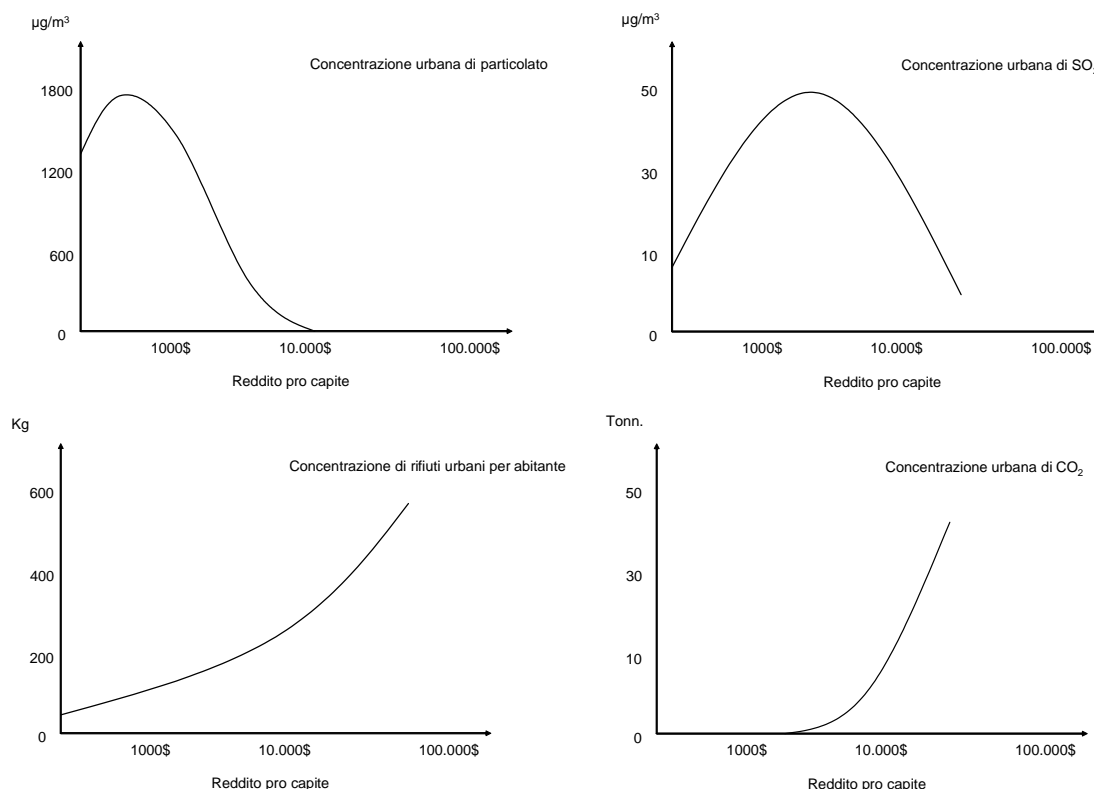 µg/m³
Concentrazione urbana di particolato
1800
1200
600
0
1000$ 10.000$ 100.000$
Reddito pro capite
µg/m³
Concentrazione urbana di SO₂
50
30
10
0
1000$ 10.000$ 100.000$
Reddito pro capite
Kg
Concentrazione di rifiuti urbani per abitante
600
400
200
0
1000$ 10.000$ 100.000$
Reddito pro capite
Tonn.
Concentrazione urbana di CO₂
50
30
10
0
1000$ 10.000$ 100.000$
Reddito pro capite